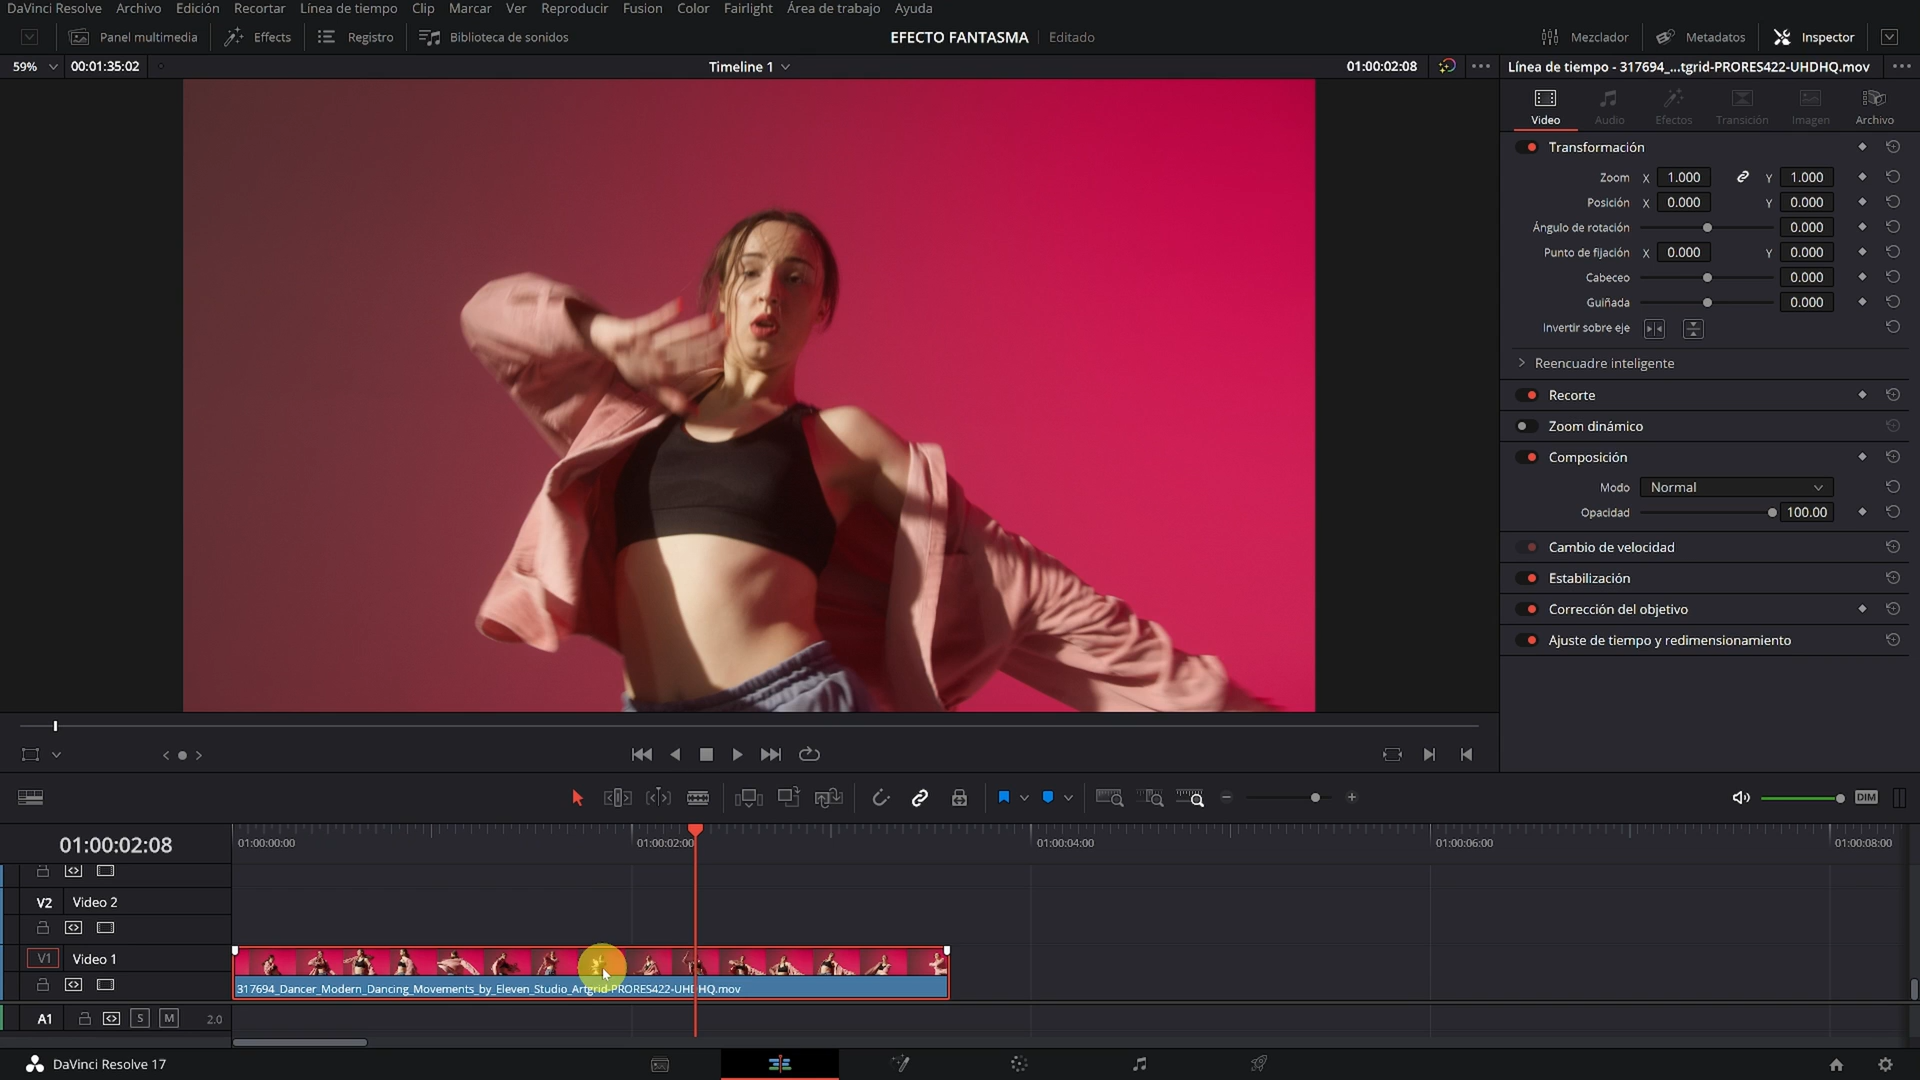 DaVinci Resolve Archivo Edición Recortar Línea de tiempo Clip Marcar Ver Reproducir Fusion Color Fairlight Área de trabajo Ayuda
Panel multimedia Effects Registro Biblioteca de sonidos EFECTO FANTASMA Editado Mezclador Metadatos Inspector
59% 00:01:35:02 Timeline 1 01:00:02:08 Línea de tiempo - 317694_...tgrid-PRORES422-UHDHQ.mov
Video Audio Efectos Transición Imagen Archivo
Transformación
Zoom X 1.000 Y 1.000
Posición X 0.000 Y 0.000
Ángulo de rotación 0.000
Punto de fijación X 0.000 Y 0.000
Cabeceo 0.000
Guiñada 0.000
Invertir sobre eje
Reencuadre inteligente
Recorte
Zoom dinámico
Composición
Modo Normal
Opacidad 100.00
Cambio de velocidad
Estabilización
Corrección del objetivo
Ajuste de tiempo y redimensionamiento
DIM
01:00:02:08 01:00:00:00 01:00:02:00 01:00:04:00 01:00:06:00 01:00:08:00
V2 Video 2
V1 Video 1
317694_Dancer_Modern_Dancing_Movements_by_Eleven_Studio_Artgrid-PRORES422-UHDHQ.mov
A1 S M 2.0
DaVinci Resolve 17